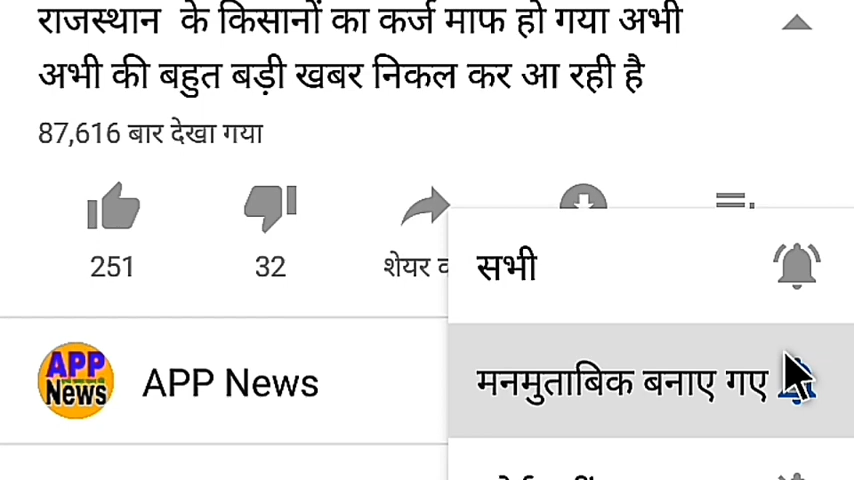 राजस्थान के किसानों का कर्ज माफ हो गया अभी
अभी की बहुत बड़ी खबर निकल कर आ रही है
87,616 बार देखा गया
251
32
शेयर
सभी
APP
News
APP News
मनमुताबिक बनाए गए